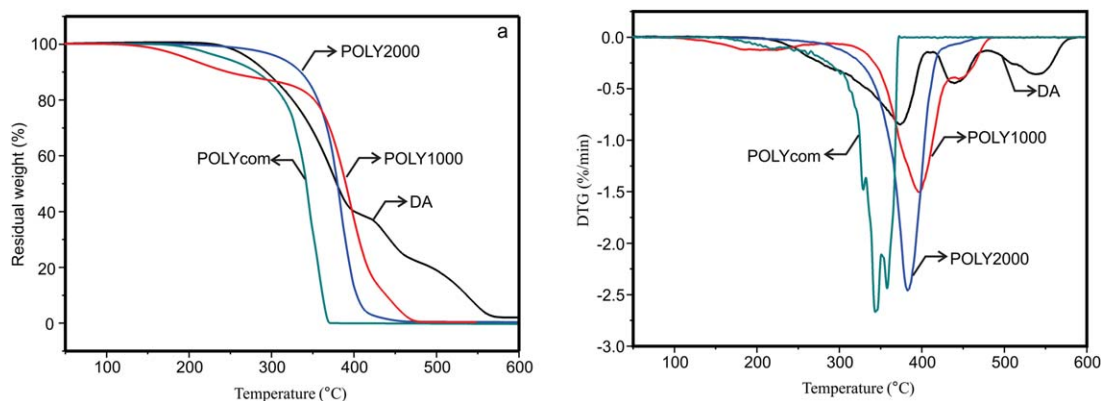 a
100
80
60
40
20
0
Residual weight (%)
POLY2000
POLYcom
POLY1000
DA
100
200
300
400
500
600
Temperature (°C)
0.0
-0.5
-1.0
-1.5
-2.0
-2.5
-3.0
DTG (%/min)
DA
POLY1000
POLYcom
POLY2000
100
200
300
400
500
600
Temperature (°C)